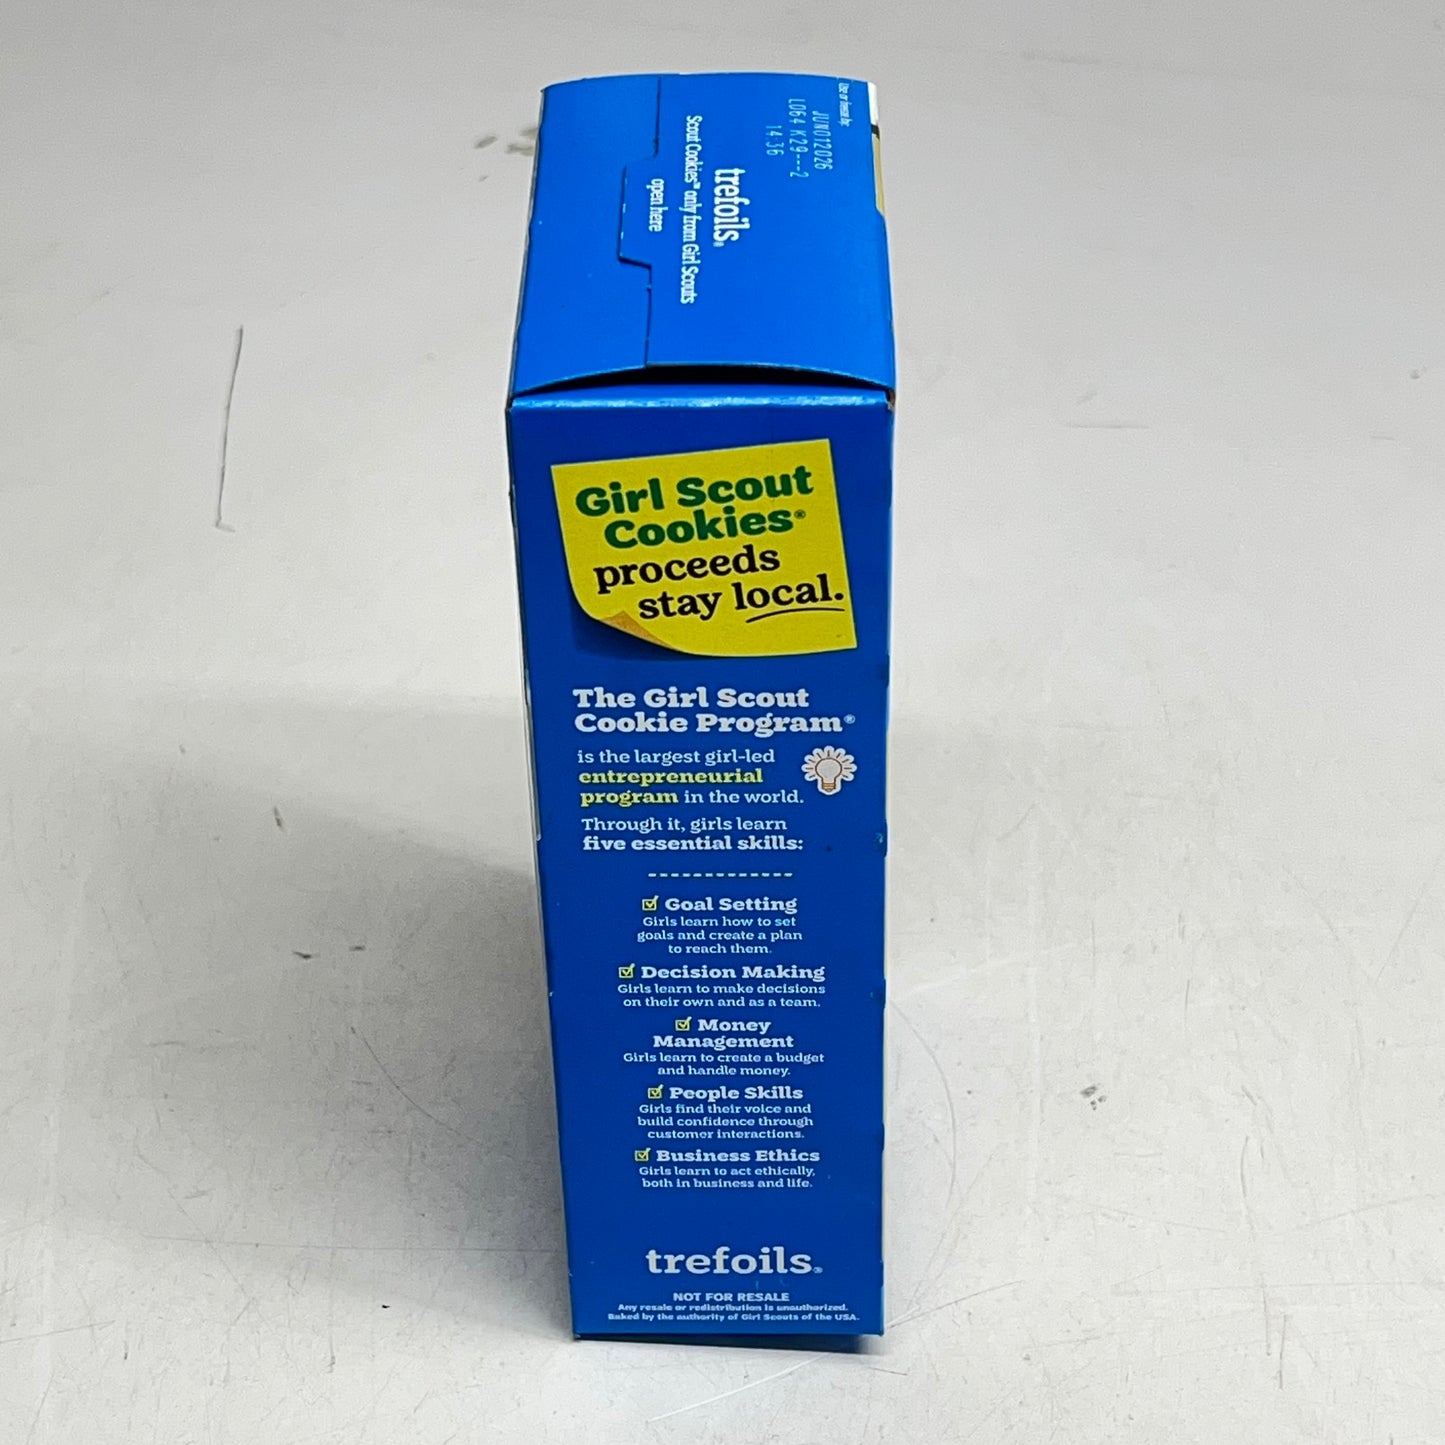 Use or freeze by:
JUN012026
L064 K29---2
14:36
trefoils®
Scout Cookies™ only from Girl Scouts
open here
Girl Scout
Cookies®
proceeds
stay local.
The Girl Scout
Cookie Program®
is the largest girl-led
entrepreneurial
program in the world.
Through it, girls learn
five essential skills:
Goal Setting
Girls learn how to set
goals and create a plan
to reach them.
Decision Making
Girls learn to make decisions
on their own and as a team.
Money
Management
Girls learn to create a budget
and handle money.
People Skills
Girls find their voice and
build confidence through
customer interactions.
Business Ethics
Girls learn to act ethically,
both in business and life.
trefoils®
NOT FOR RESALE
Any resale or redistribution is unauthorized.
Baked by the authority of Girl Scouts of the USA.